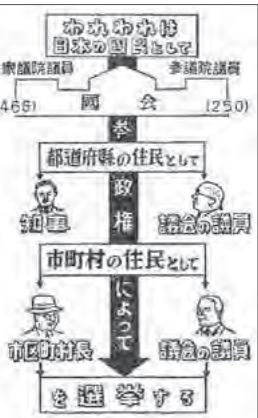 われわれは
日本の国民として
衆議院議員 参議院議員
(466) 國会 (250)
参政権によって
都道府縣の住民として
知事 議会の議員
市町村の住民として
市区町村長 議会の議員
を選挙する